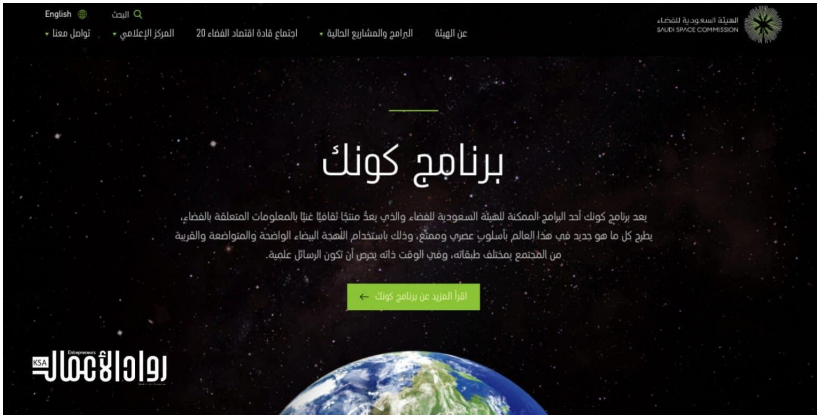 English
البحث
الهيئة السعودية للفضاء
SAUDI SPACE COMMISSION
عن الهيئة
البرامج والمشاريع الحالية
اجتماع قادة اقتصاد الفضاء 20
المركز الإعلامي
تواصل معنا
برنامج كونك
يعد برنامج كونك أحد البرامج الممكنة للهيئة السعودية للفضاء والذي يعدُّ منتجًا ثقافيًا غنيًا بالمعلومات المتعلقة بالفضاء،
يطرح كل ما هو جديد في هذا العالم بأسلوب عصري وممتع، وذلك باستخدام اللهجة البيضاء الواضحة والمتواضعة والقريبة
من المجتمع بمختلف طبقاته، وفي الوقت ذاته يحرص أن تكون الرسائل علمية.
اقرأ المزيد عن برنامج كونك
Entrepreneurs
رواد الأعمال
KSA